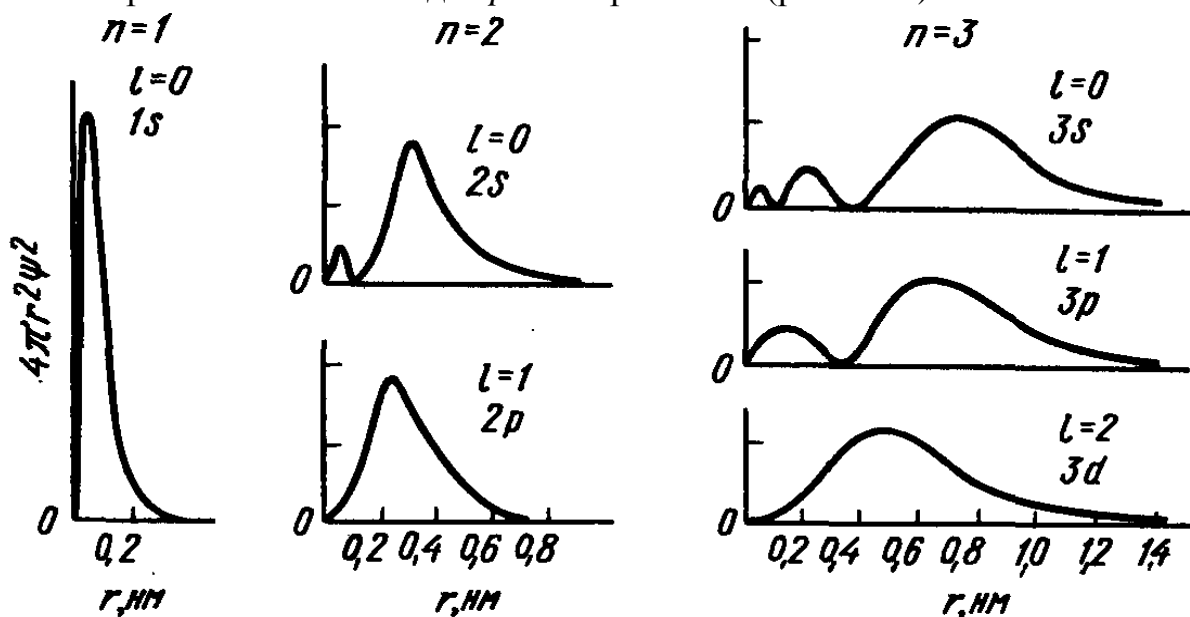 n=1
l=0
1s
4πr²ψ²
0
0,2
r,нм
n=2
l=0
2s
0
l=1
2p
0
0,2 0,4 0,6 0,8
r,нм
n=3
l=0
3s
0
l=1
3p
0
l=2
3d
0
0,2 0,4 0,6 0,8 1,0 1,2 1,4
r,нм